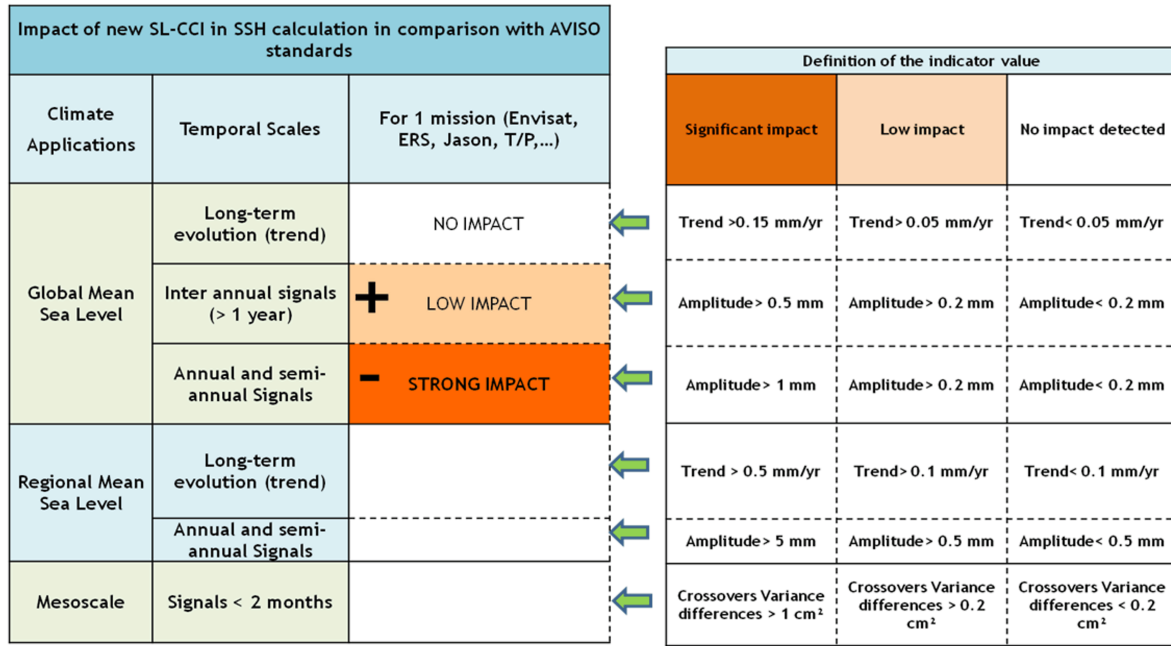 Impact of new SL-CCI in SSH calculation in comparison with AVISO
standards
Climate
Applications
Temporal Scales
For 1 mission (Envisat,
ERS, Jason, T/P,...)
Global Mean
Sea Level
Long-term
evolution (trend)
NO IMPACT
Inter annual signals
(> 1 year)
+
LOW IMPACT
Annual and semi-
annual Signals
-
STRONG IMPACT
Regional Mean
Sea Level
Long-term
evolution (trend)
Annual and semi-
annual Signals
Mesoscale
Signals < 2 months
Definition of the indicator value
Significant impact
Low impact
No impact detected
Trend >0.15 mm/yr
Trend> 0.05 mm/yr
Trend< 0.05 mm/yr
Amplitude> 0.5 mm
Amplitude> 0.2 mm
Amplitude< 0.2 mm
Amplitude> 1 mm
Amplitude> 0.2 mm
Amplitude< 0.2 mm
Trend > 0.5 mm/yr
Trend> 0.1 mm/yr
Trend< 0.1 mm/yr
Amplitude> 5 mm
Amplitude> 0.5 mm
Amplitude< 0.5 mm
Crossovers Variance
differences > 1 cm²
Crossovers Variance
differences > 0.2
cm²
Crossovers Variance
differences < 0.2
cm²